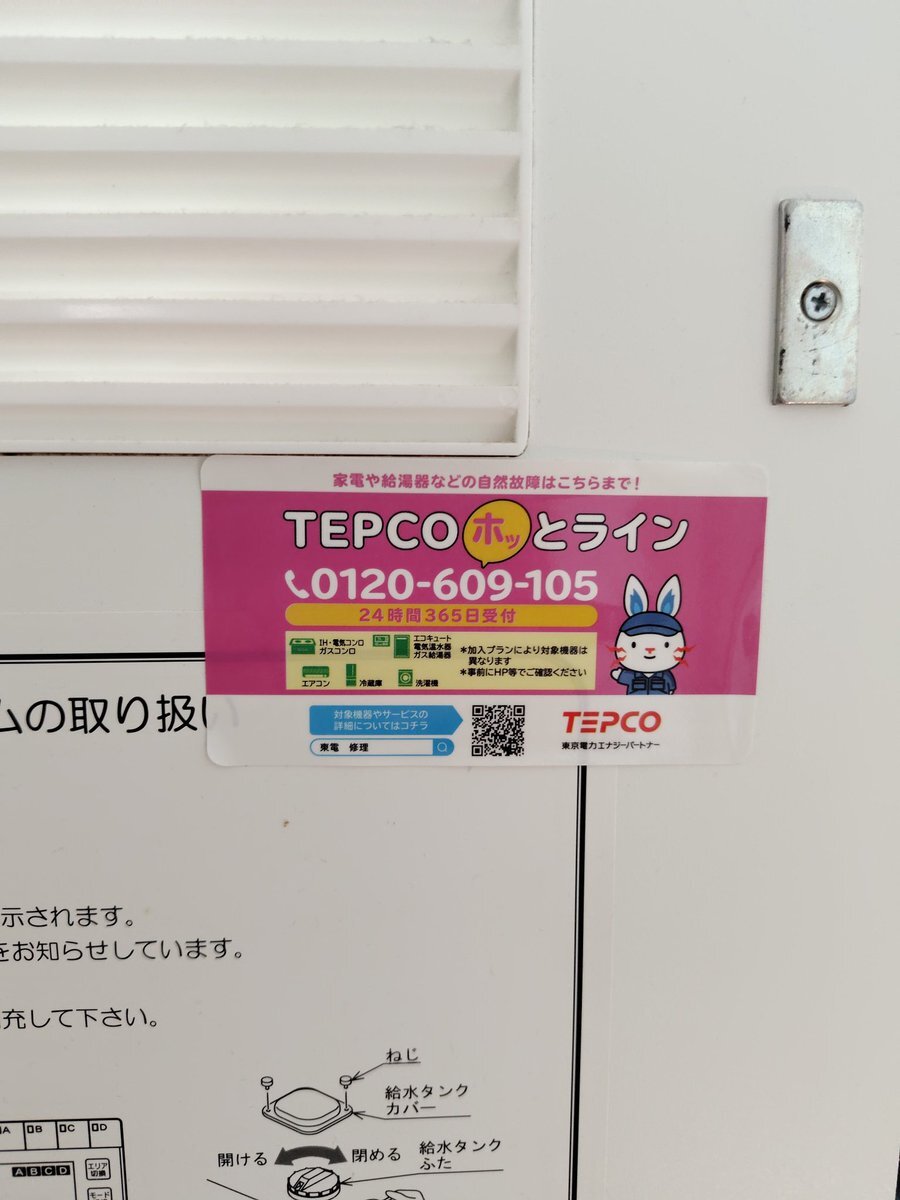 家電や給湯器などの自然故障はこちらまで!
TEPCOホッとライン
0120-609-105
24時間365日受付
IH・電気コンロ
ガスコンロ
エコキュート
電気温水器
ガス給湯器
エアコン
冷蔵庫
洗濯機
*加入プランにより対象機器は
異なります
*事前にHP等でご確認ください
対象機器やサービスの
詳細についてはコチラ
東電 修理
TEPCO
東京電力エナジーパートナー
ムの取り扱い
示されます。
をお知らせしています。
充して下さい。
ねじ
給水タンク
カバー
開ける
閉める
給水タンク
ふた
A B C D
A B C D
エリア
切換
モード